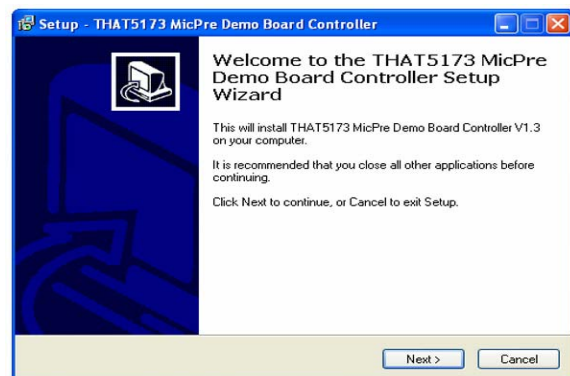 Setup - THAT5173 MicPre Demo Board Controller
Welcome to the THAT5173 MicPre
Demo Board Controller Setup
Wizard
This will install THAT5173 MicPre Demo Board Controller V1.3
on your computer.
It is recommended that you close all other applications before
continuing.
Click Next to continue, or Cancel to exit Setup.
Next >
Cancel